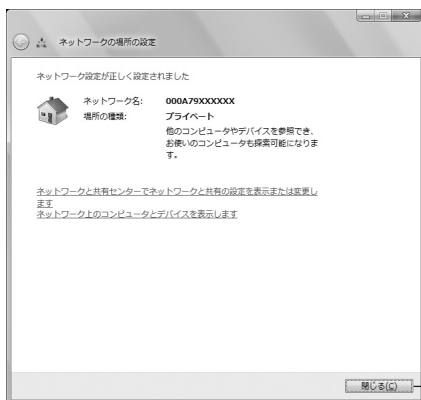 ネットワークの場所の設定
ネットワーク設定が正しく設定されました
ネットワーク名: 000A79XXXXXX
場所の種類: プライベート
他のコンピュータやデバイスを参照でき、
お使いのコンピュータも探索可能になりま
す。
ネットワークと共有センターでネットワークと共有の設定を表示または変更し
ます
ネットワーク上のコンピュータとデバイスを表示します
閉じる(C)